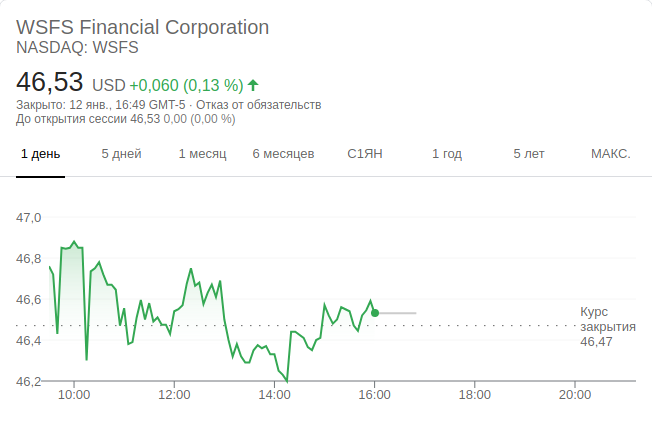 WSFS Financial Corporation
NASDAQ: WSFS
46,53 USD +0,060 (0,13 %)
Закрыто: 12 янв., 16:49 GMT-5 · Отказ от обязательств
До открытия сессии 46,53 0,00 (0,00 %)
1 день 5 дней 1 месяц 6 месяцев С1ЯН 1 год 5 лет МАКС.
47,0
46,8
46,6
46,4
46,2
Курс
закрытия
46,47
10:00 12:00 14:00 16:00 18:00 20:00